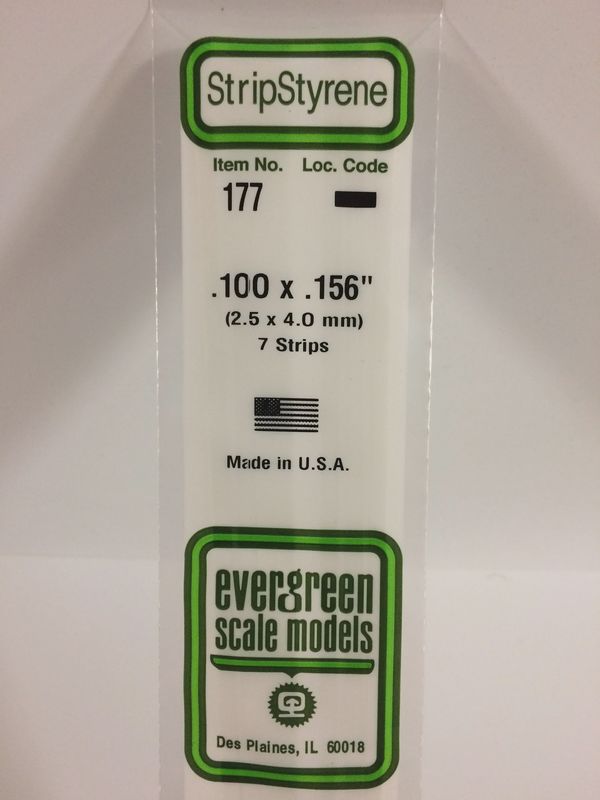 StripStyrene
Item No. Loc. Code
177
.100 x .156"
(2.5 x 4.0 mm)
7 Strips
Made in U.S.A.
evergreen
scale models
Des Plaines, IL 60018